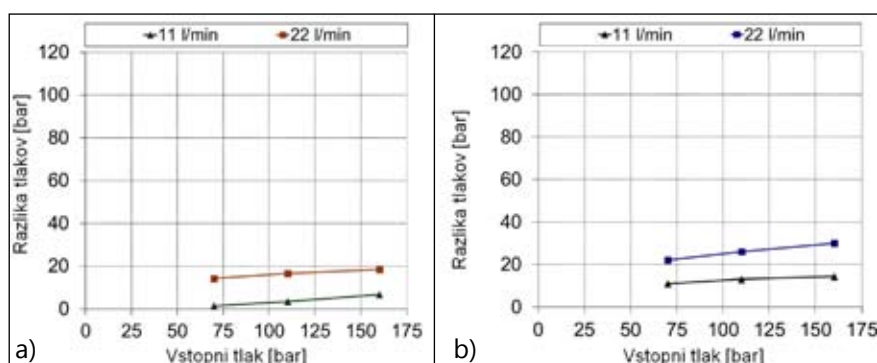 11 l/min 22 l/min
Razlika tlakov [bar]
120
100
80
60
40
20
0
0 25 50 75 100 125 150 175
Vstopni tlak [bar]
a)
11 l/min 22 l/min
Razlika tlakov [bar]
120
100
80
60
40
20
0
0 25 50 75 100 125 150 175
Vstopni tlak [bar]
b)